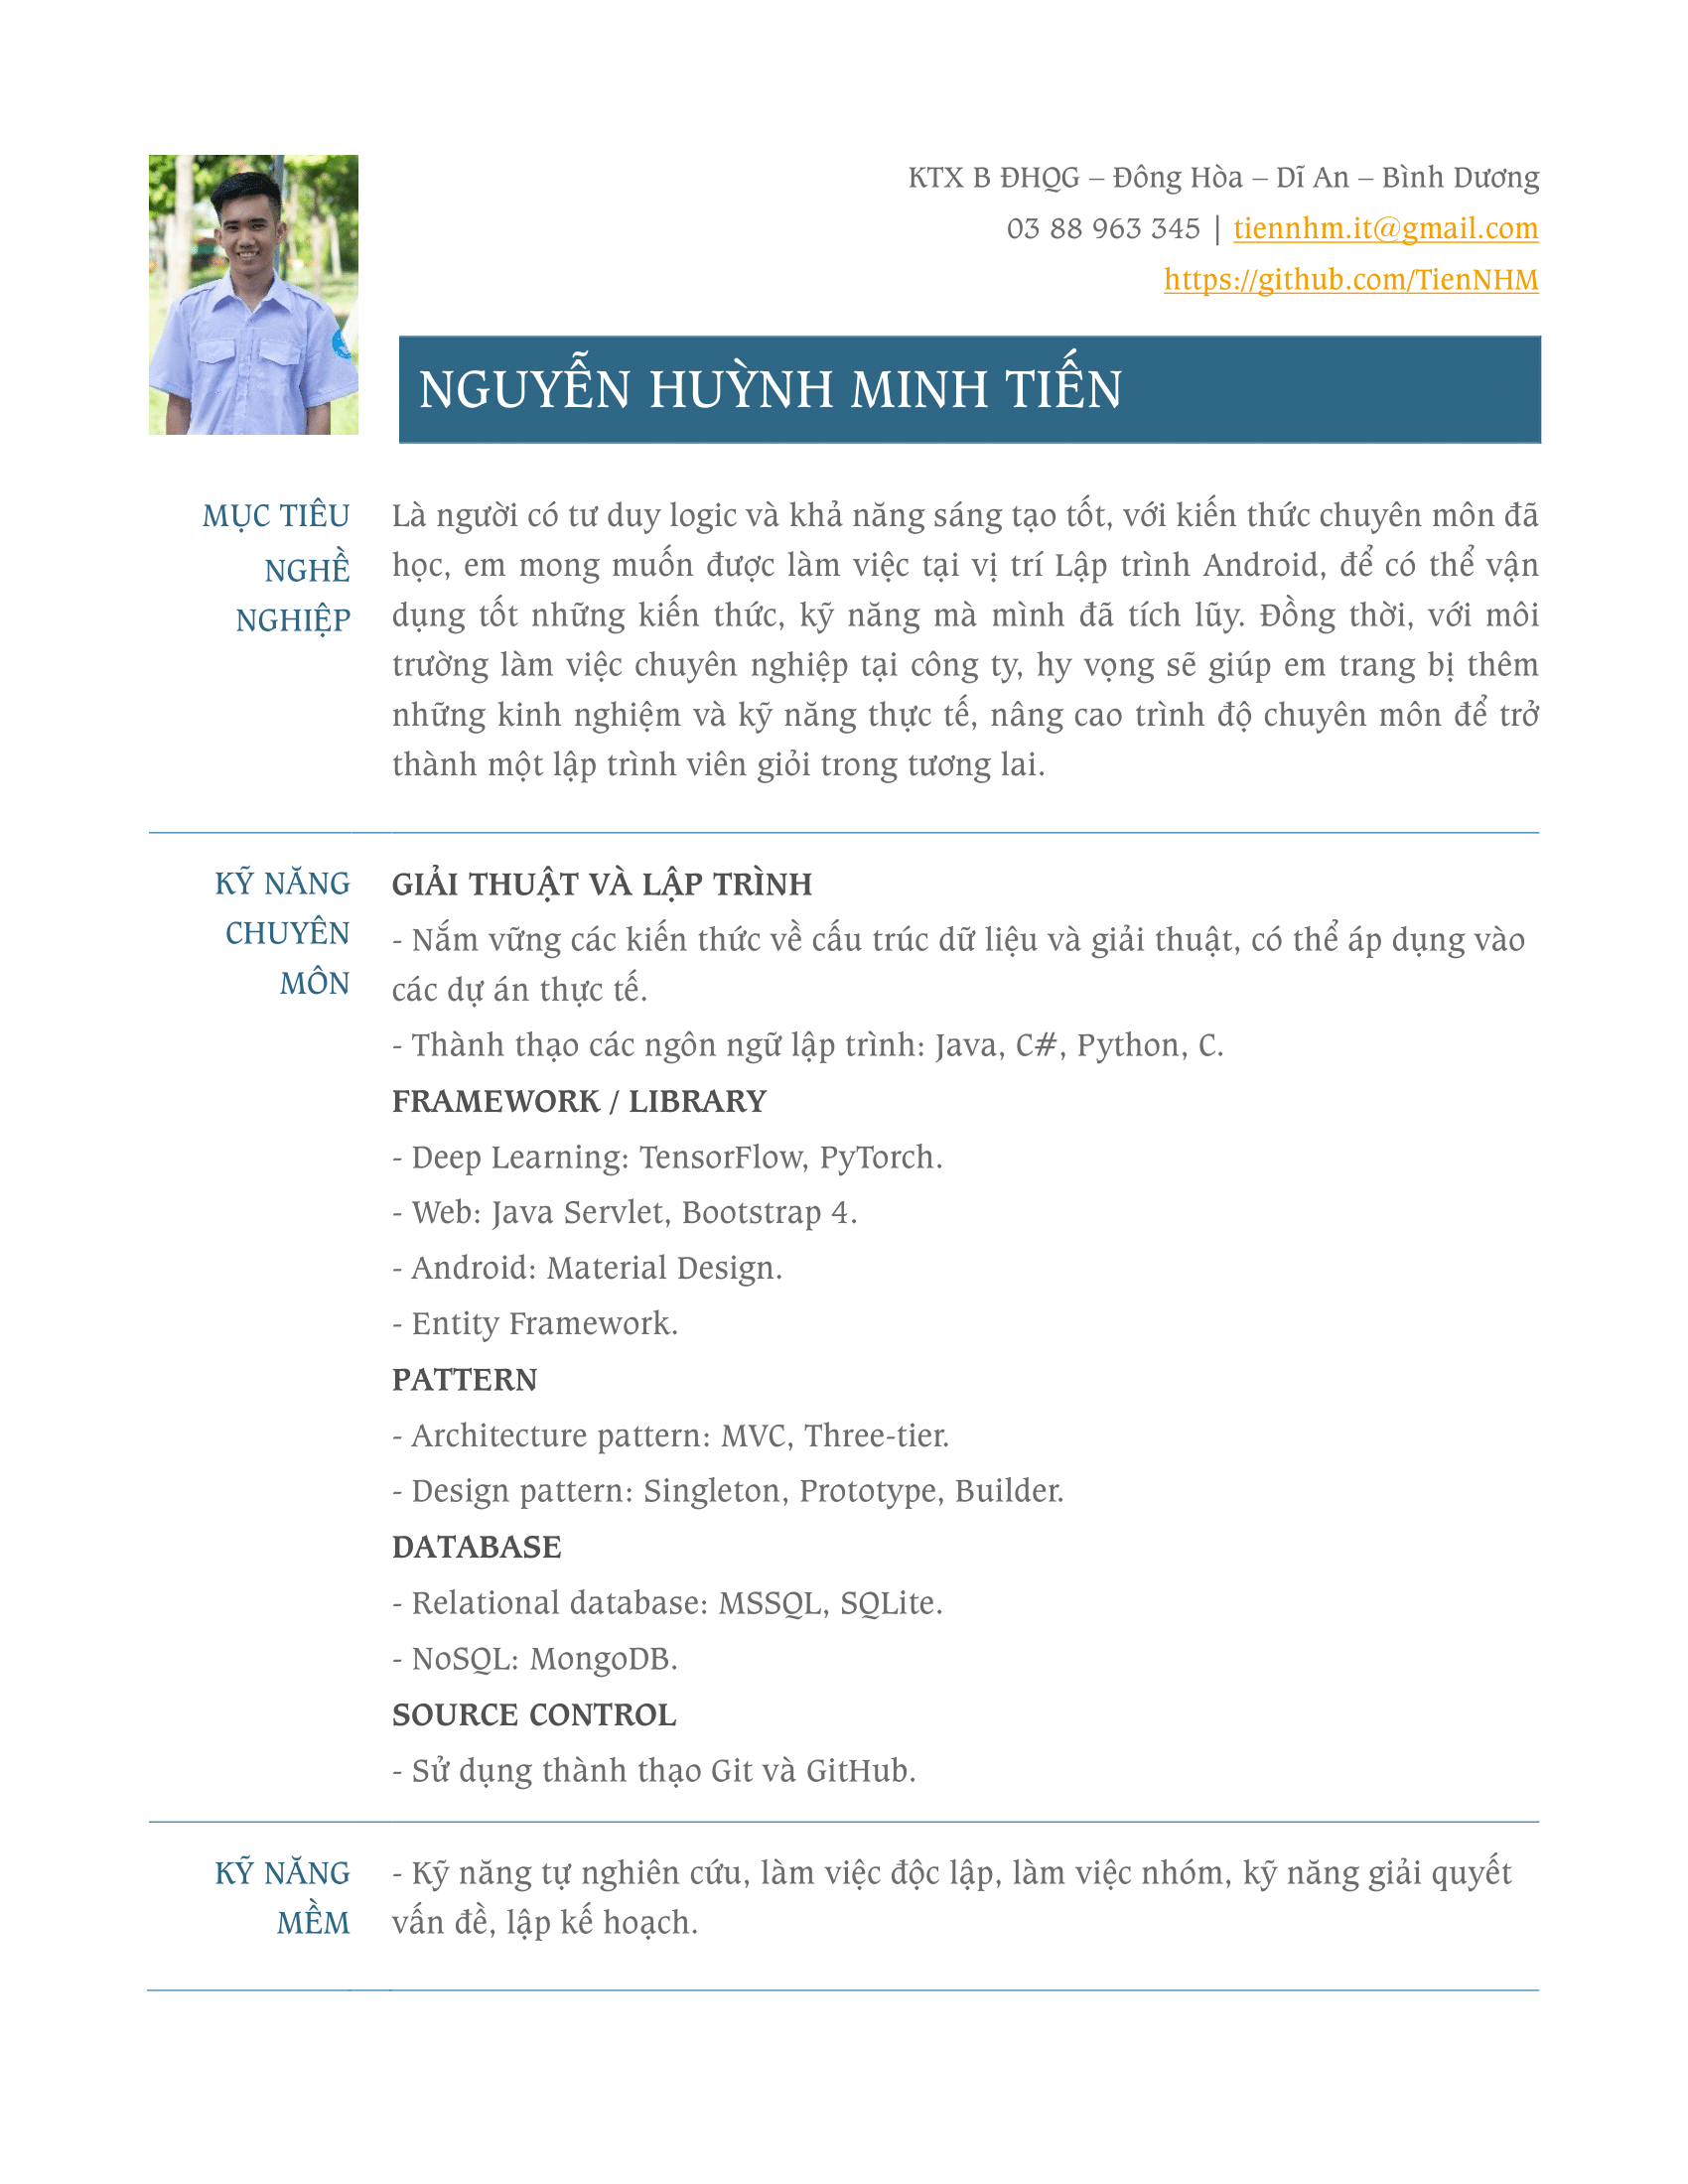 KTX B ĐHQG – Đông Hòa – Dĩ An – Bình Dương
03 88 963 345 | tiennhm.it@gmail.com
https://github.com/TienNHM
NGUYỄN HUỲNH MINH TIẾN
MỤC TIÊU
NGHỀ
NGHIỆP
Là người có tư duy logic và khả năng sáng tạo tốt, với kiến thức chuyên môn đã
học, em mong muốn được làm việc tại vị trí Lập trình Android, để có thể vận
dụng tốt những kiến thức, kỹ năng mà mình đã tích lũy. Đồng thời, với môi
trường làm việc chuyên nghiệp tại công ty, hy vọng sẽ giúp em trang bị thêm
những kinh nghiệm và kỹ năng thực tế, nâng cao trình độ chuyên môn để trở
thành một lập trình viên giỏi trong tương lai.
KỸ NĂNG
CHUYÊN
MÔN
GIẢI THUẬT VÀ LẬP TRÌNH
- Nắm vững các kiến thức về cấu trúc dữ liệu và giải thuật, có thể áp dụng vào
các dự án thực tế.
- Thành thạo các ngôn ngữ lập trình: Java, C#, Python, C.
FRAMEWORK / LIBRARY
- Deep Learning: TensorFlow, PyTorch.
- Web: Java Servlet, Bootstrap 4.
- Android: Material Design.
- Entity Framework.
PATTERN
- Architecture pattern: MVC, Three-tier.
- Design pattern: Singleton, Prototype, Builder.
DATABASE
- Relational database: MSSQL, SQLite.
- NoSQL: MongoDB.
SOURCE CONTROL
- Sử dụng thành thạo Git và GitHub.
KỸ NĂNG
MỀM
- Kỹ năng tự nghiên cứu, làm việc độc lập, làm việc nhóm, kỹ năng giải quyết
vấn đề, lập kế hoạch.